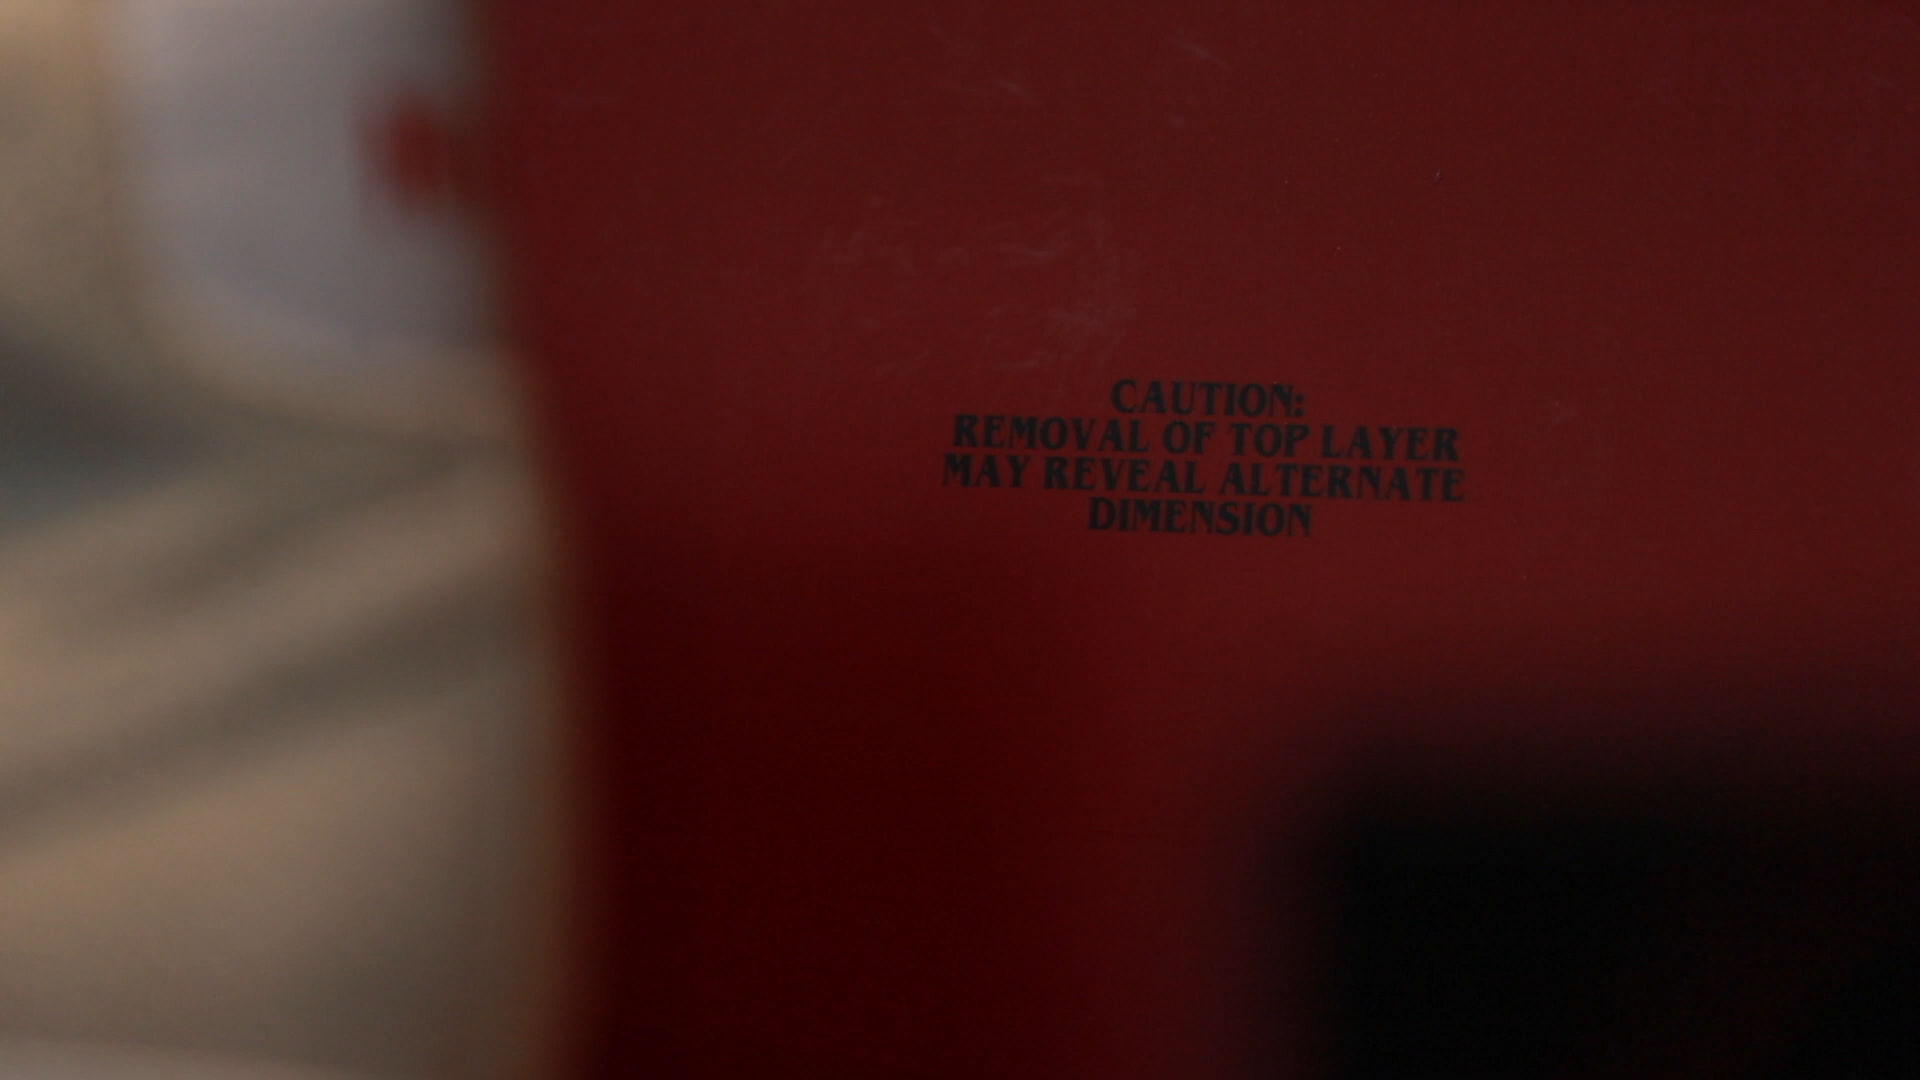 CAUTION:
REMOVAL OF TOP LAYER
MAY REVEAL ALTERNATE
DIMENSION